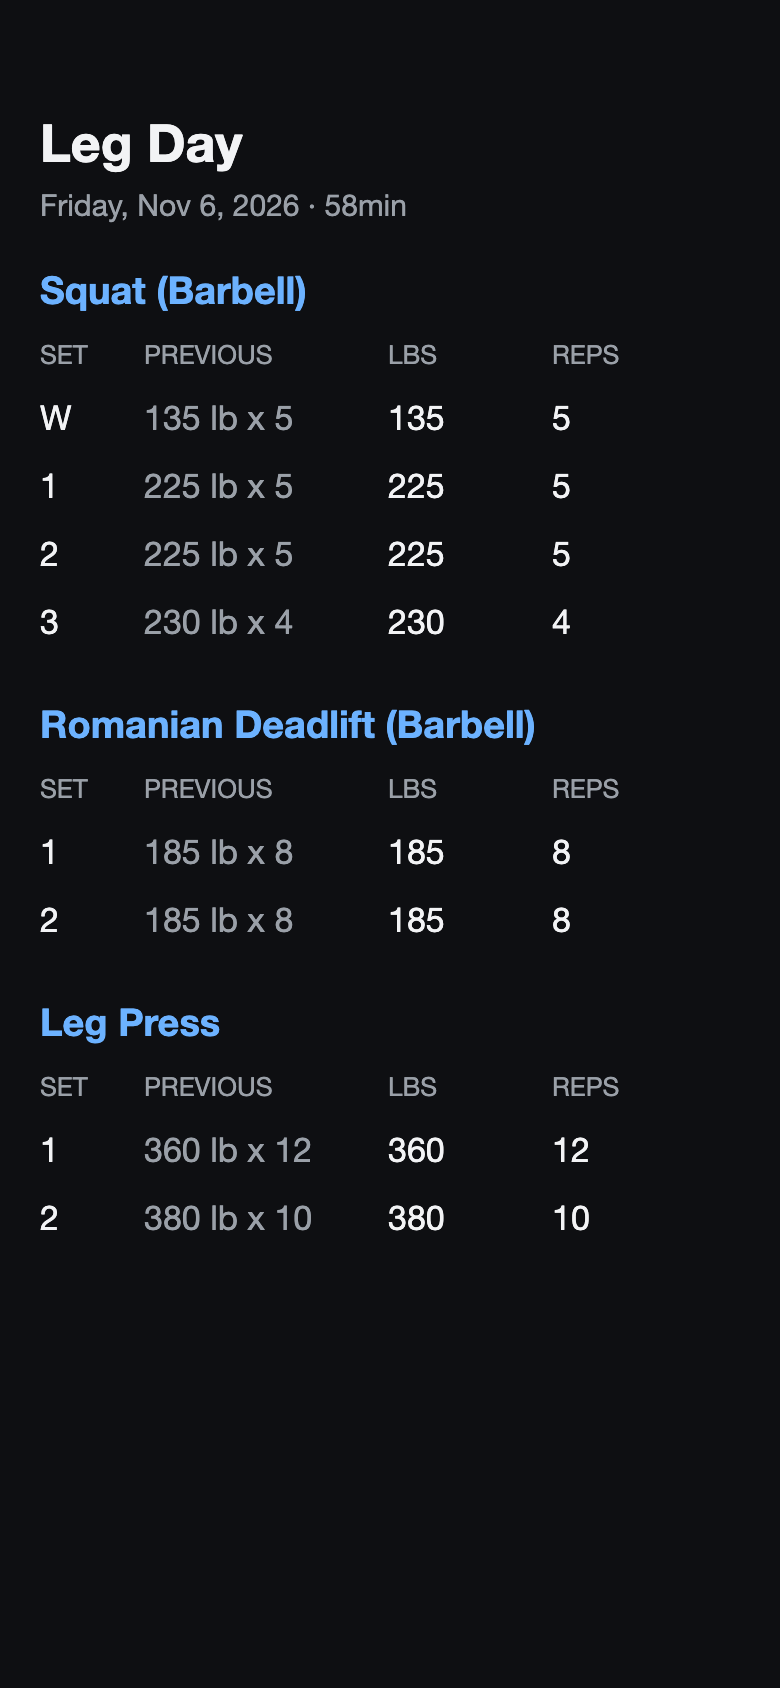 Leg Day
Friday, Nov 6, 2026 · 58min
Squat (Barbell)
SET PREVIOUS LBS REPS
W 135 lb x 5 135 5
1 225 lb x 5 225 5
2 225 lb x 5 225 5
3 230 lb x 4 230 4
Romanian Deadlift (Barbell)
SET PREVIOUS LBS REPS
1 185 lb x 8 185 8
2 185 lb x 8 185 8
Leg Press
SET PREVIOUS LBS REPS
1 360 lb x 12 360 12
2 380 lb x 10 380 10